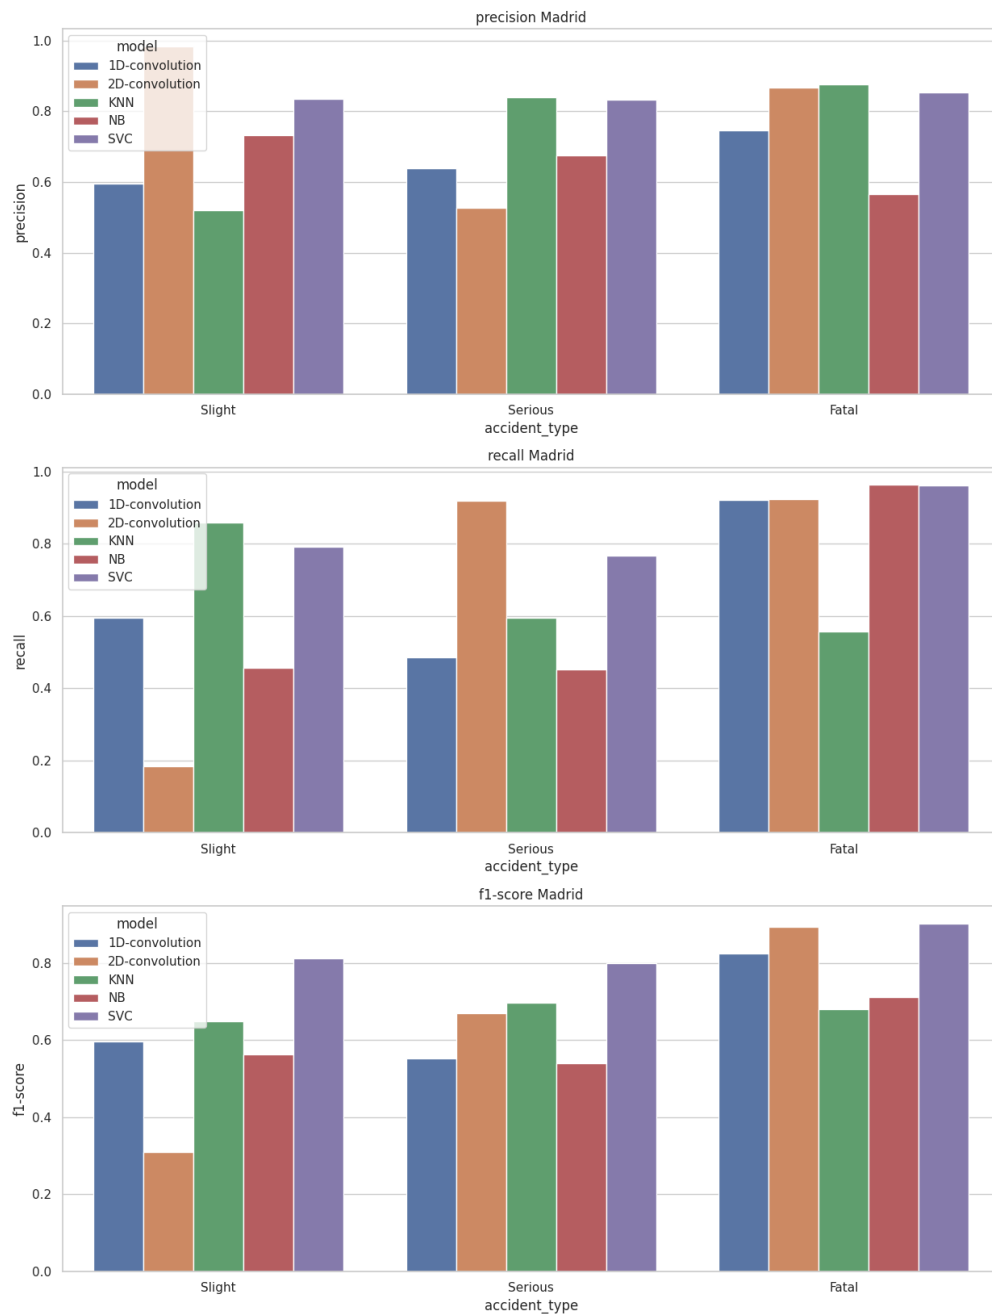 precision Madrid
model
1D-convolution
2D-convolution
KNN
NB
SVC
1.0
0.8
0.6
0.4
0.2
0.0
precision
Slight Serious Fatal
accident_type
recall Madrid
model
1D-convolution
2D-convolution
KNN
NB
SVC
1.0
0.8
0.6
0.4
0.2
0.0
recall
Slight Serious Fatal
accident_type
f1-score Madrid
model
1D-convolution
2D-convolution
KNN
NB
SVC
0.8
0.6
0.4
0.2
0.0
f1-score
Slight Serious Fatal
accident_type